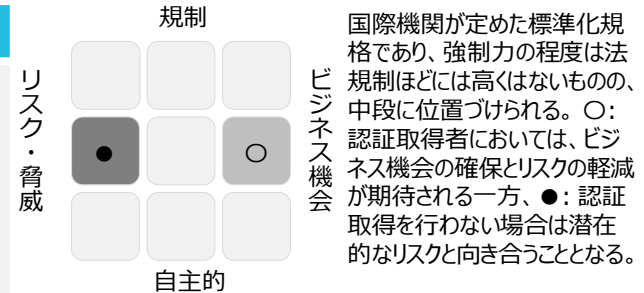 規制
リスク・脅威
●
○
ビジネス機会
自主的
国際機関が定めた標準化規
格であり、強制力の程度は法
規制ほどには高くはないものの、
中段に位置づけられる。○：
認証取得者においては、ビジ
ネス機会の確保とリスクの軽減
が期待される一方、●：認証
取得を行わない場合は潜在
的なリスクと向き合うこととなる。